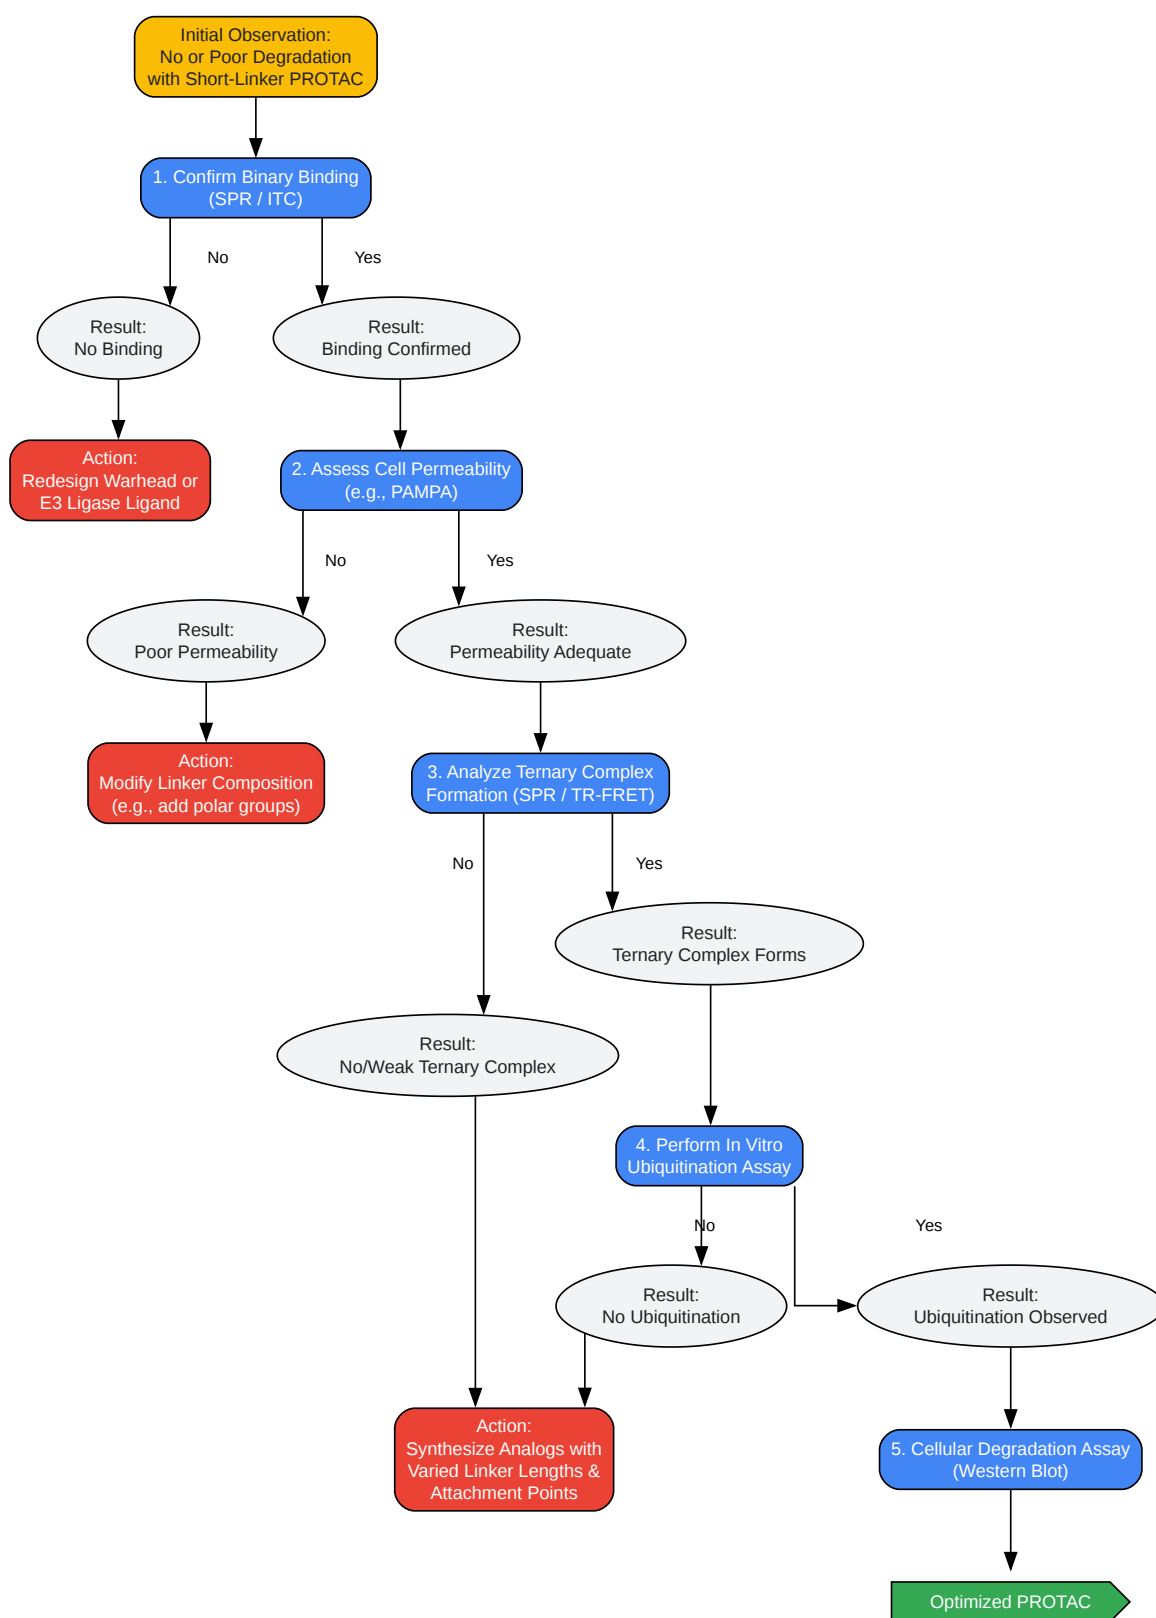 Initial Observation:
No or Poor Degradation
with Short-Linker PROTAC
1. Confirm Binary Binding
(SPR / ITC)
No
Yes
Result:
No Binding
Result:
Binding Confirmed
Action:
Redesign Warhead or
E3 Ligase Ligand
2. Assess Cell Permeability
(e.g., PAMPA)
No
Yes
Result:
Poor Permeability
Result:
Permeability Adequate
Action:
Modify Linker Composition
(e.g., add polar groups)
3. Analyze Ternary Complex
Formation (SPR / TR-FRET)
No
Yes
Result:
Ternary Complex Forms
Result:
No/Weak Ternary Complex
4. Perform In Vitro
Ubiquitination Assay
No
Yes
Result:
No Ubiquitination
Result:
Ubiquitination Observed
Action:
Synthesize Analogs with
Varied Linker Lengths &
Attachment Points
5. Cellular Degradation Assay
(Western Blot)
Optimized PROTAC